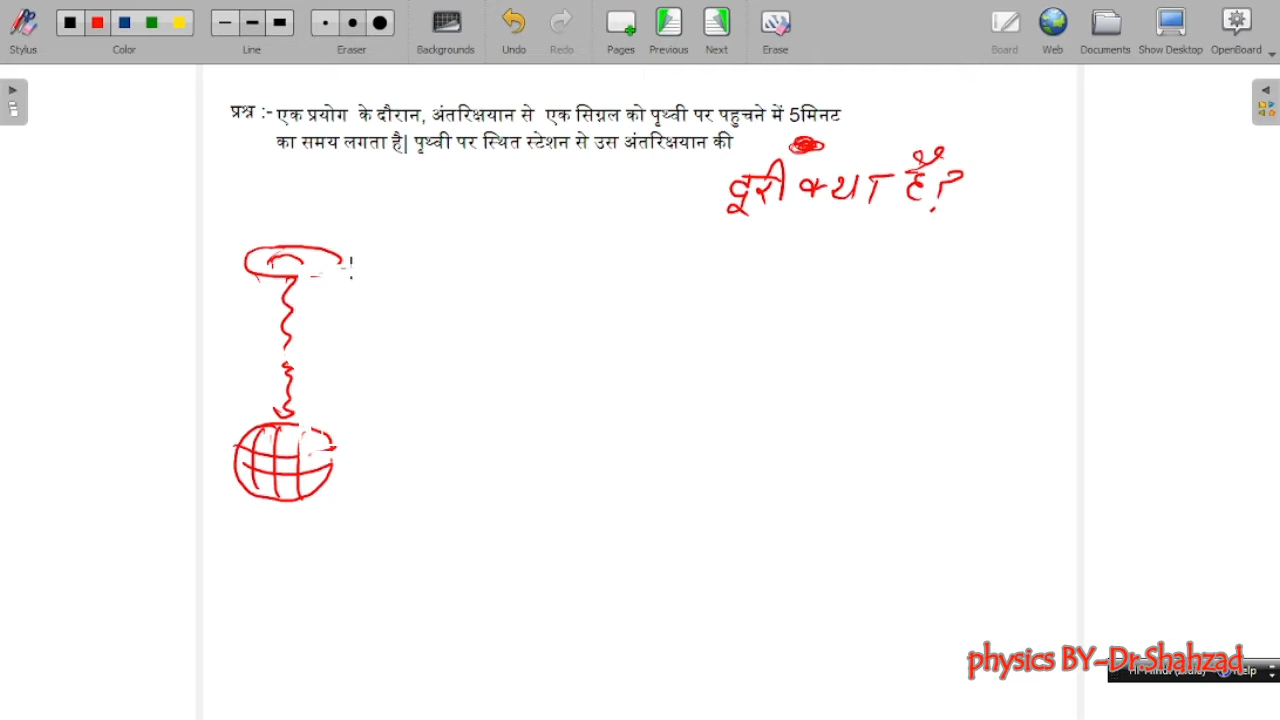 Stylus Color Line Eraser Backgrounds Undo Redo Pages Previous Next Erase Board Web Documents Show Desktop OpenBoard
प्रश्न :- एक प्रयोग के दौरान, अंतरिक्षयान से एक सिग्नल को पृथ्वी पर पहुचने में 5मिनट
का समय लगता है| पृथ्वी पर स्थित स्टेशन से उस अंतरिक्षयान की
दूरी क्या है?
physics BY-Dr.Shahzad
Help